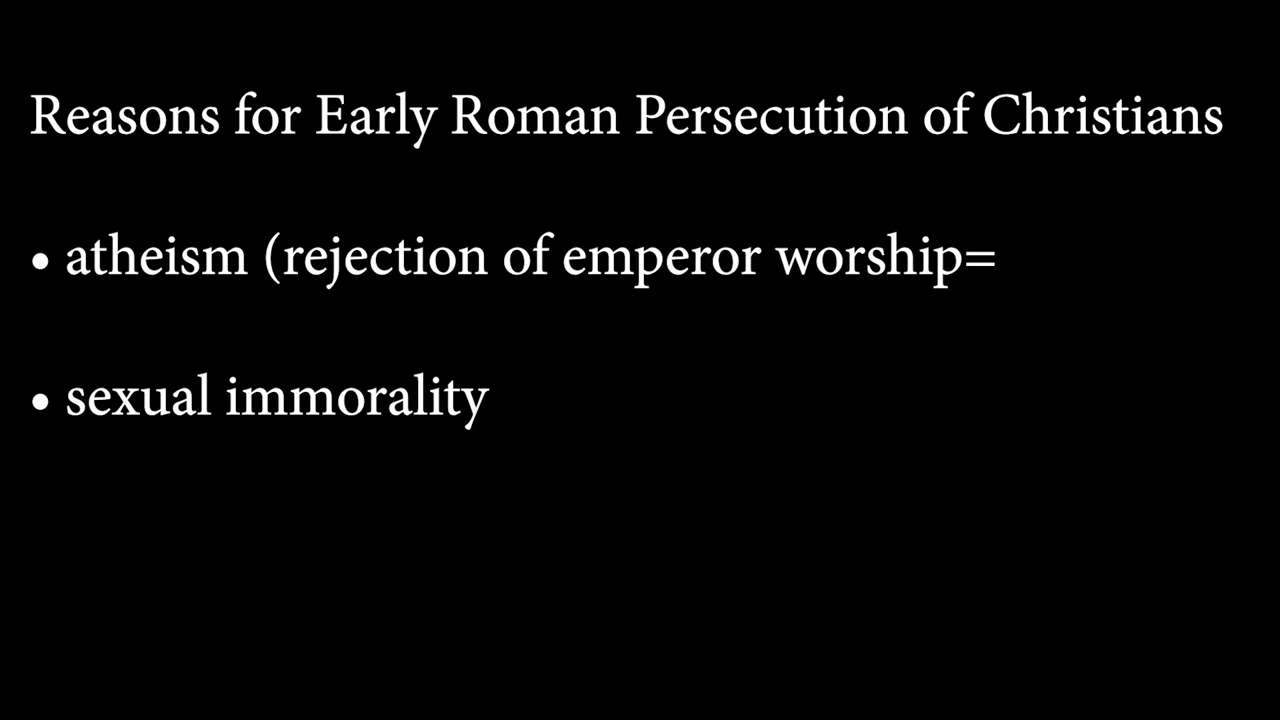 Reasons for Early Roman Persecution of Christians
• atheism (rejection of emperor worship=
• sexual immorality